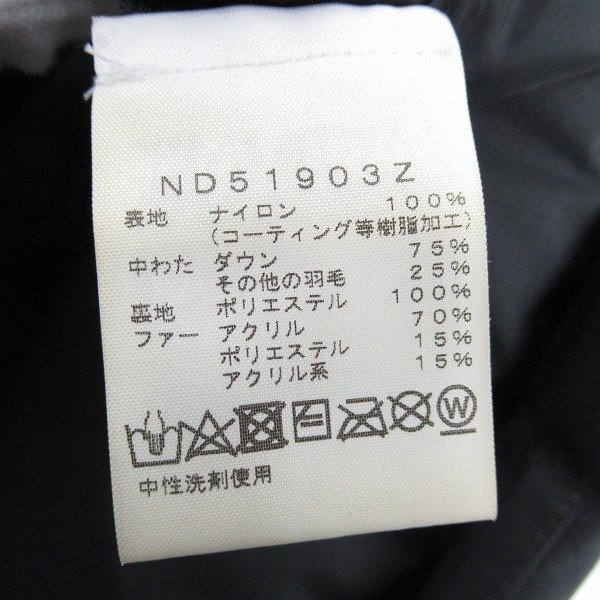 ND51903Z
表地 ナイロン 100%
(コーティング等樹脂加工)
中わた ダウン 75%
その他の羽毛 25%
裏地 ポリエステル 100%
ファー アクリル 70%
ポリエステル 15%
アクリル系 15%
W
中性洗剤使用